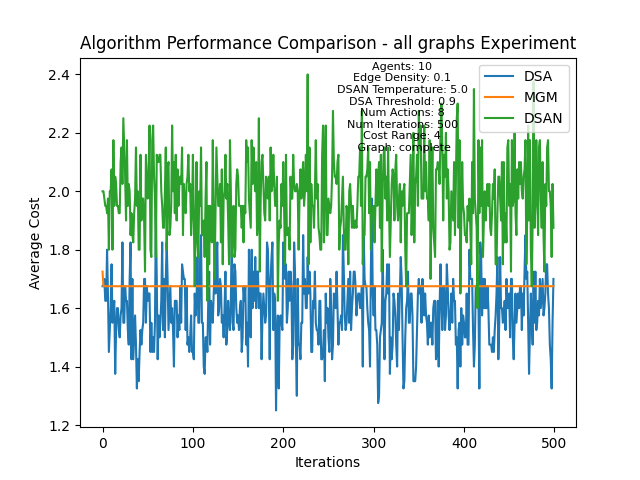 Algorithm Performance Comparison - all graphs Experiment
Agents: 10
Edge Density: 0.1
DSAN Temperature: 5.0
DSA Threshold: 0.9
Num Actions: 8
Num Iterations: 500
Cost Range: 4
Graph: complete
DSA
MGM
DSAN
Average Cost
2.4
2.2
2.0
1.8
1.6
1.4
1.2
0
100
200
300
400
500
Iterations